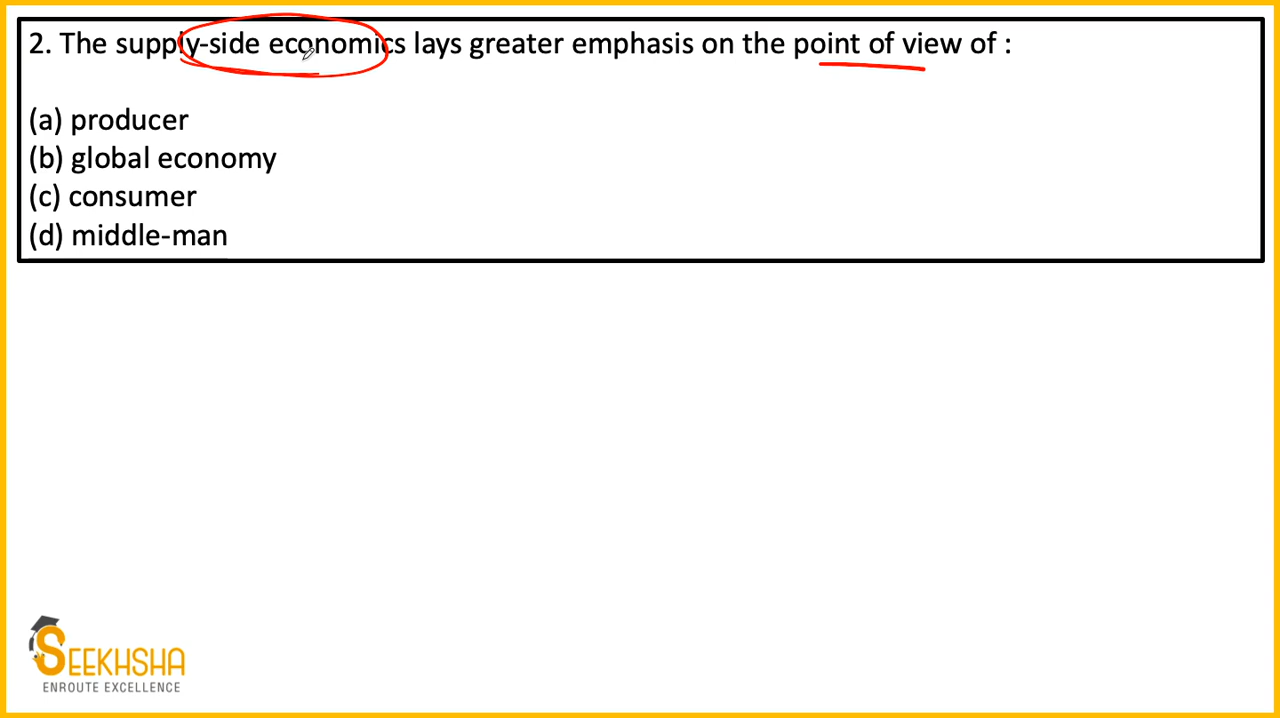 2. The supply-side economics lays greater emphasis on the point of view of :
(a) producer
(b) global economy
(c) consumer
(d) middle-man
SEEKHSHA
ENROUTE EXCELLENCE